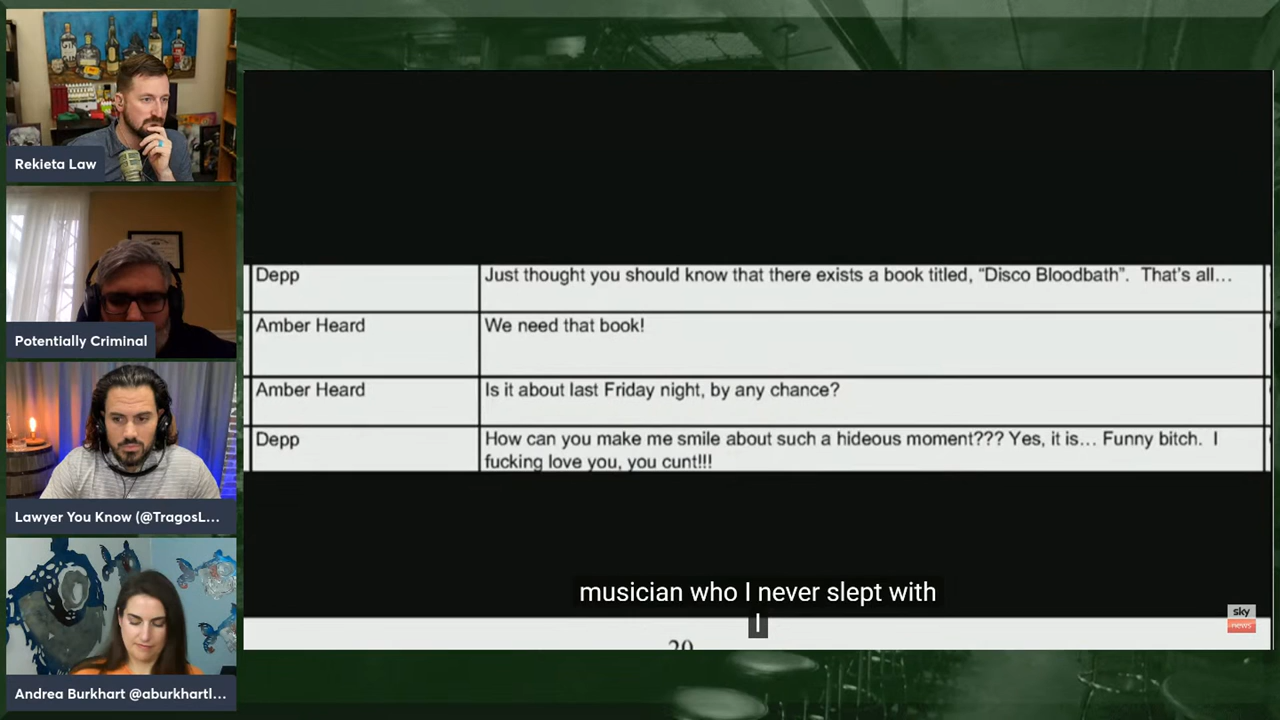 Rekieta Law
Potentially Criminal
Lawyer You Know (@TragosL...
Andrea Burkhart @aburkhartl...
Depp
Just thought you should know that there exists a book titled, “Disco Bloodbath”. That’s all…
Amber Heard
We need that book!
Amber Heard
Is it about last Friday night, by any chance?
Depp
How can you make me smile about such a hideous moment??? Yes, it is… Funny bitch. I
fucking love you, you cunt!!!
musician who I never slept with
I
sky
news
20